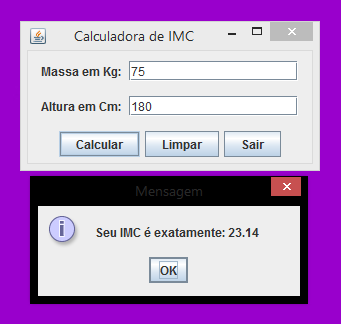 Calculadora de IMC
Massa em Kg: 75
Altura em Cm: 180
Calcular Limpar Sair
Mensagem
Seu IMC é exatamente: 23.14
OK